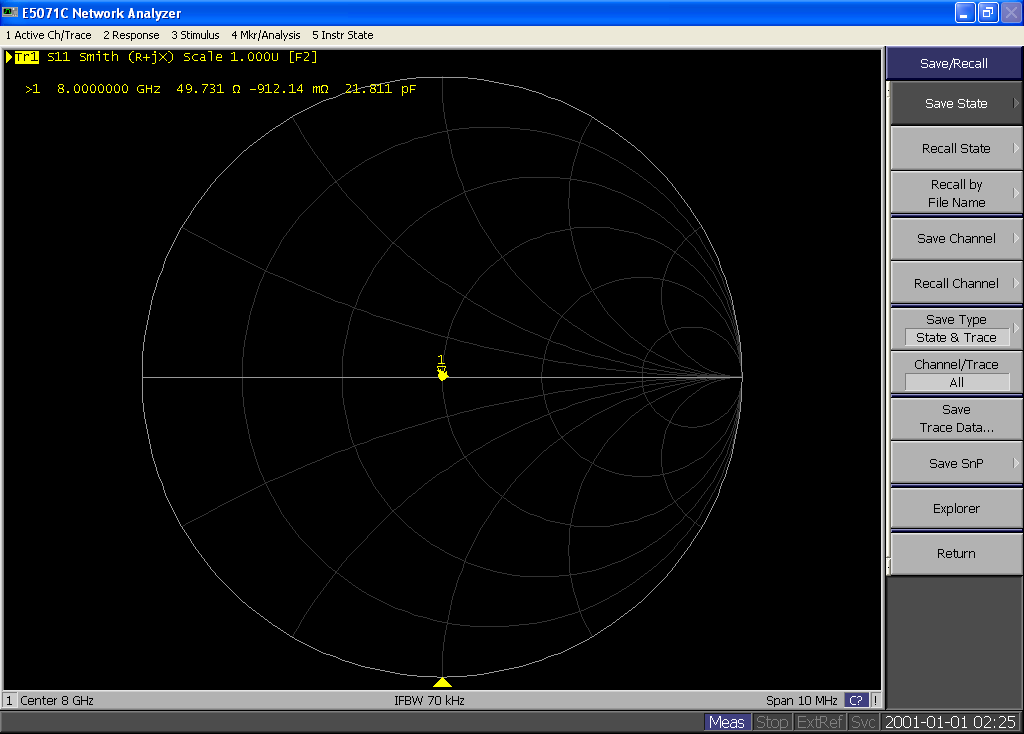 E5071C Network Analyzer
1 Active Ch/Trace 2 Response 3 Stimulus 4 Mkr/Analysis 5 Instr State
Tr1 S11 Smith (R+jX) Scale 1.000U [F2]
>1 8.0000000 GHz 49.731 Ω -912.14 mΩ 21.811 pF
1
Save/Recall
Save State
Recall State
Recall by
File Name
Save Channel
Recall Channel
Save Type
State & Trace
Channel/Trace
All
Save
Trace Data...
Save SnP
Explorer
Return
1 Center 8 GHz IFBW 70 kHz Span 10 MHz C? !
Meas Stop ExtRef Svc 2001-01-01 02:25